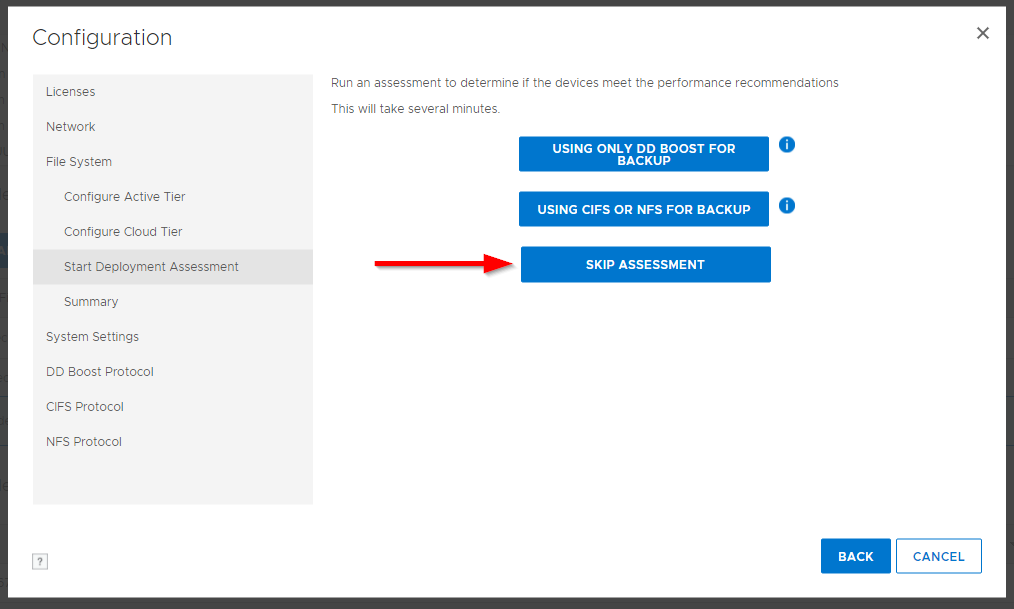 Configuration
Licenses
Network
File System
Configure Active Tier
Configure Cloud Tier
Start Deployment Assessment
Summary
System Settings
DD Boost Protocol
CIFS Protocol
NFS Protocol
Run an assessment to determine if the devices meet the performance recommendations
This will take several minutes.
USING ONLY DD BOOST FOR
BACKUP
USING CIFS OR NFS FOR BACKUP
SKIP ASSESSMENT
?
BACK
CANCEL